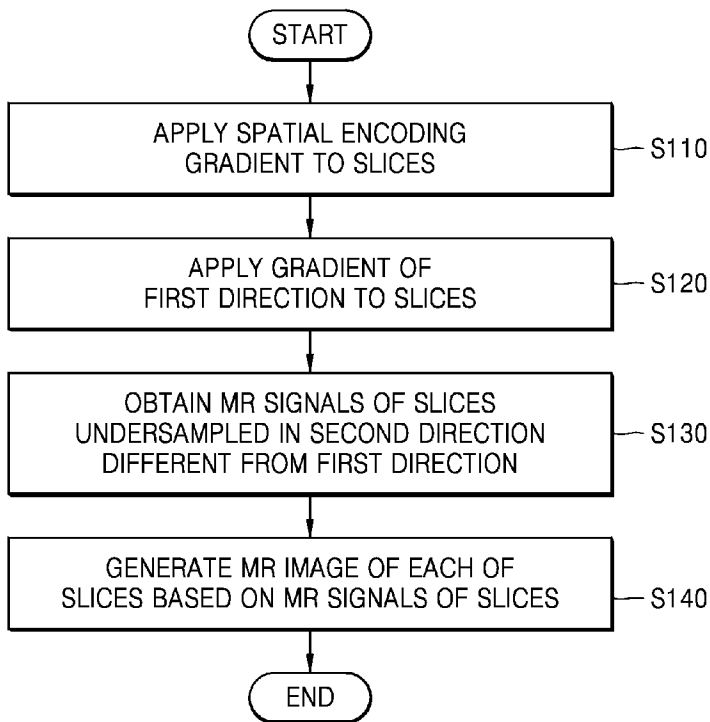 START
APPLY SPATIAL ENCODING
GRADIENT TO SLICES
S110
APPLY GRADIENT OF
FIRST DIRECTION TO SLICES
S120
OBTAIN MR SIGNALS OF SLICES
UNDERSAMPLED IN SECOND DIRECTION
DIFFERENT FROM FIRST DIRECTION
S130
GENERATE MR IMAGE OF EACH OF
SLICES BASED ON MR SIGNALS OF SLICES
S140
END